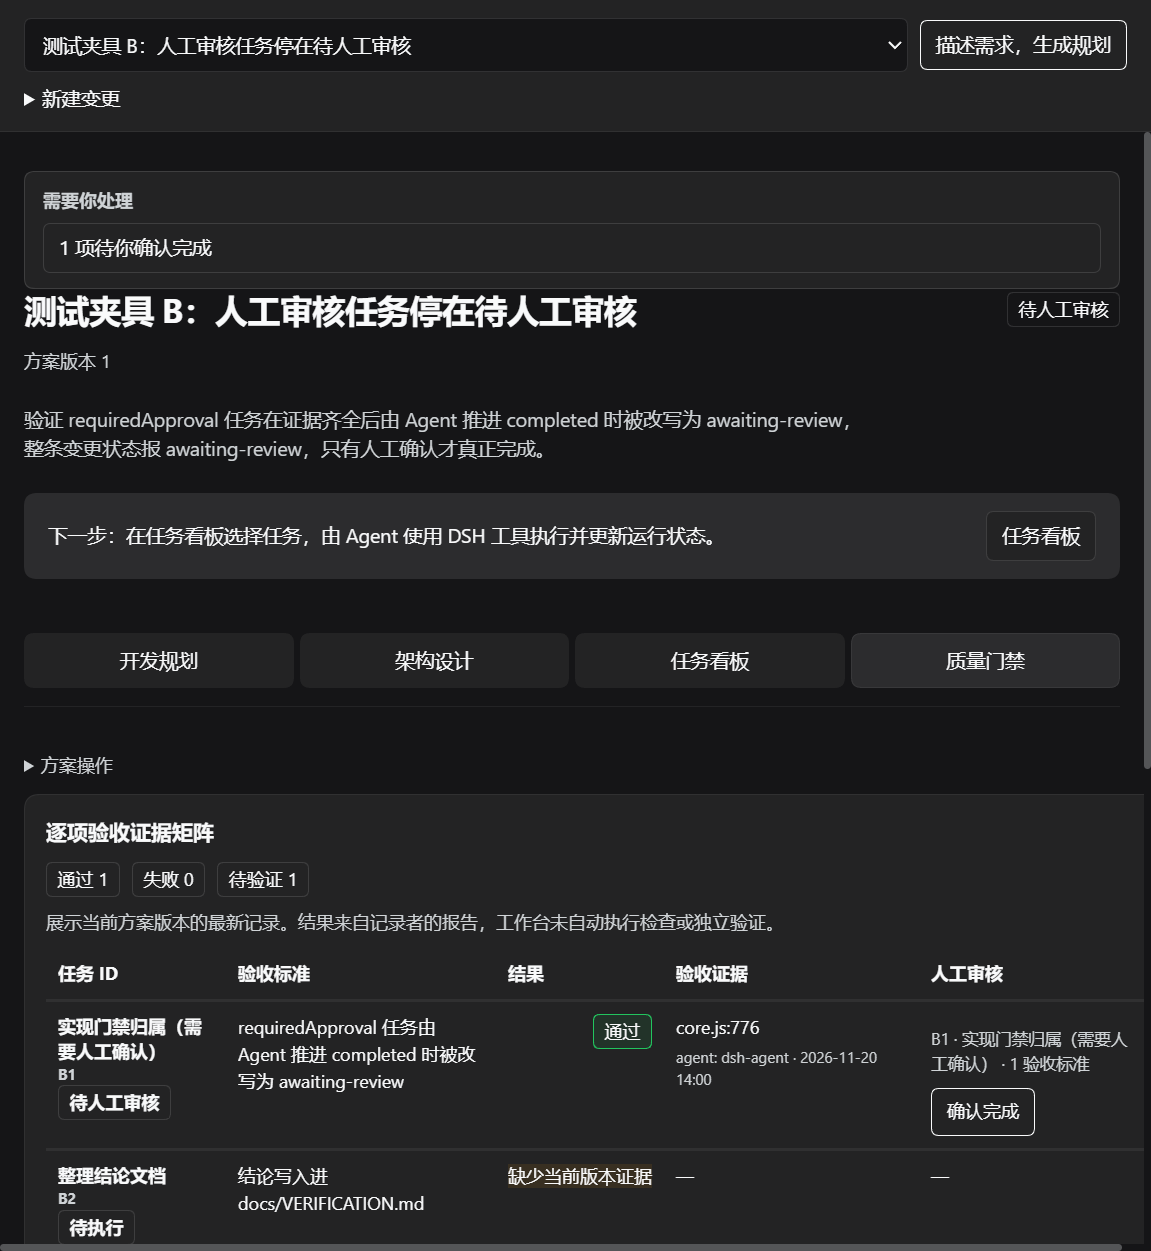 测试夹具 B：人工审核任务停在待人工审核
描述需求，生成规划
新建变更
需要你处理
1 项待你确认完成
测试夹具 B：人工审核任务停在待人工审核
待人工审核
方案版本 1
验证 requiredApproval 任务在证据齐全后由 Agent 推进 completed 时被改写为 awaiting-review，
整条变更状态报 awaiting-review，只有人工确认才真正完成。
下一步：在任务看板选择任务，由 Agent 使用 DSH 工具执行并更新运行状态。
任务看板
开发规划
架构设计
任务看板
质量门禁
方案操作
逐项验收证据矩阵
通过 1
失败 0
待验证 1
展示当前方案版本的最新记录。结果来自记录者的报告，工作台未自动执行检查或独立验证。
任务 ID
验收标准
结果
验收证据
人工审核
实现门禁归属（需
要人工确认）
B1
待人工审核
requiredApproval 任务由
Agent 推进 completed 时被改
写为 awaiting-review
通过
core.js:776
agent: dsh-agent · 2026-11-20
14:00
B1 · 实现门禁归属（需要人
工确认） · 1 验收标准
确认完成
整理结论文档
B2
待执行
结论写入进
docs/VERIFICATION.md
缺少当前版本证据
—
—